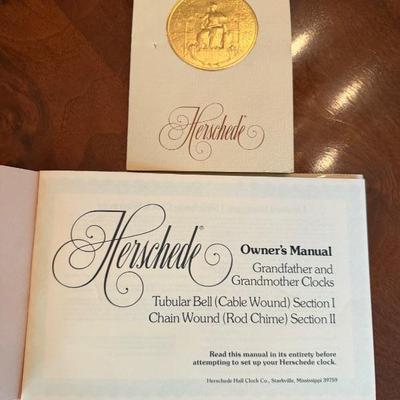 Herschede
Herschede®
Owner's Manual
Grandfather and
Grandmother Clocks
Tubular Bell (Cable Wound) Section I
Chain Wound (Rod Chime) Section II
Read this manual in its entirety before
attempting to set up your Herschede clock.
Herschede Hall Clock Co., Starkville, Mississippi 39759